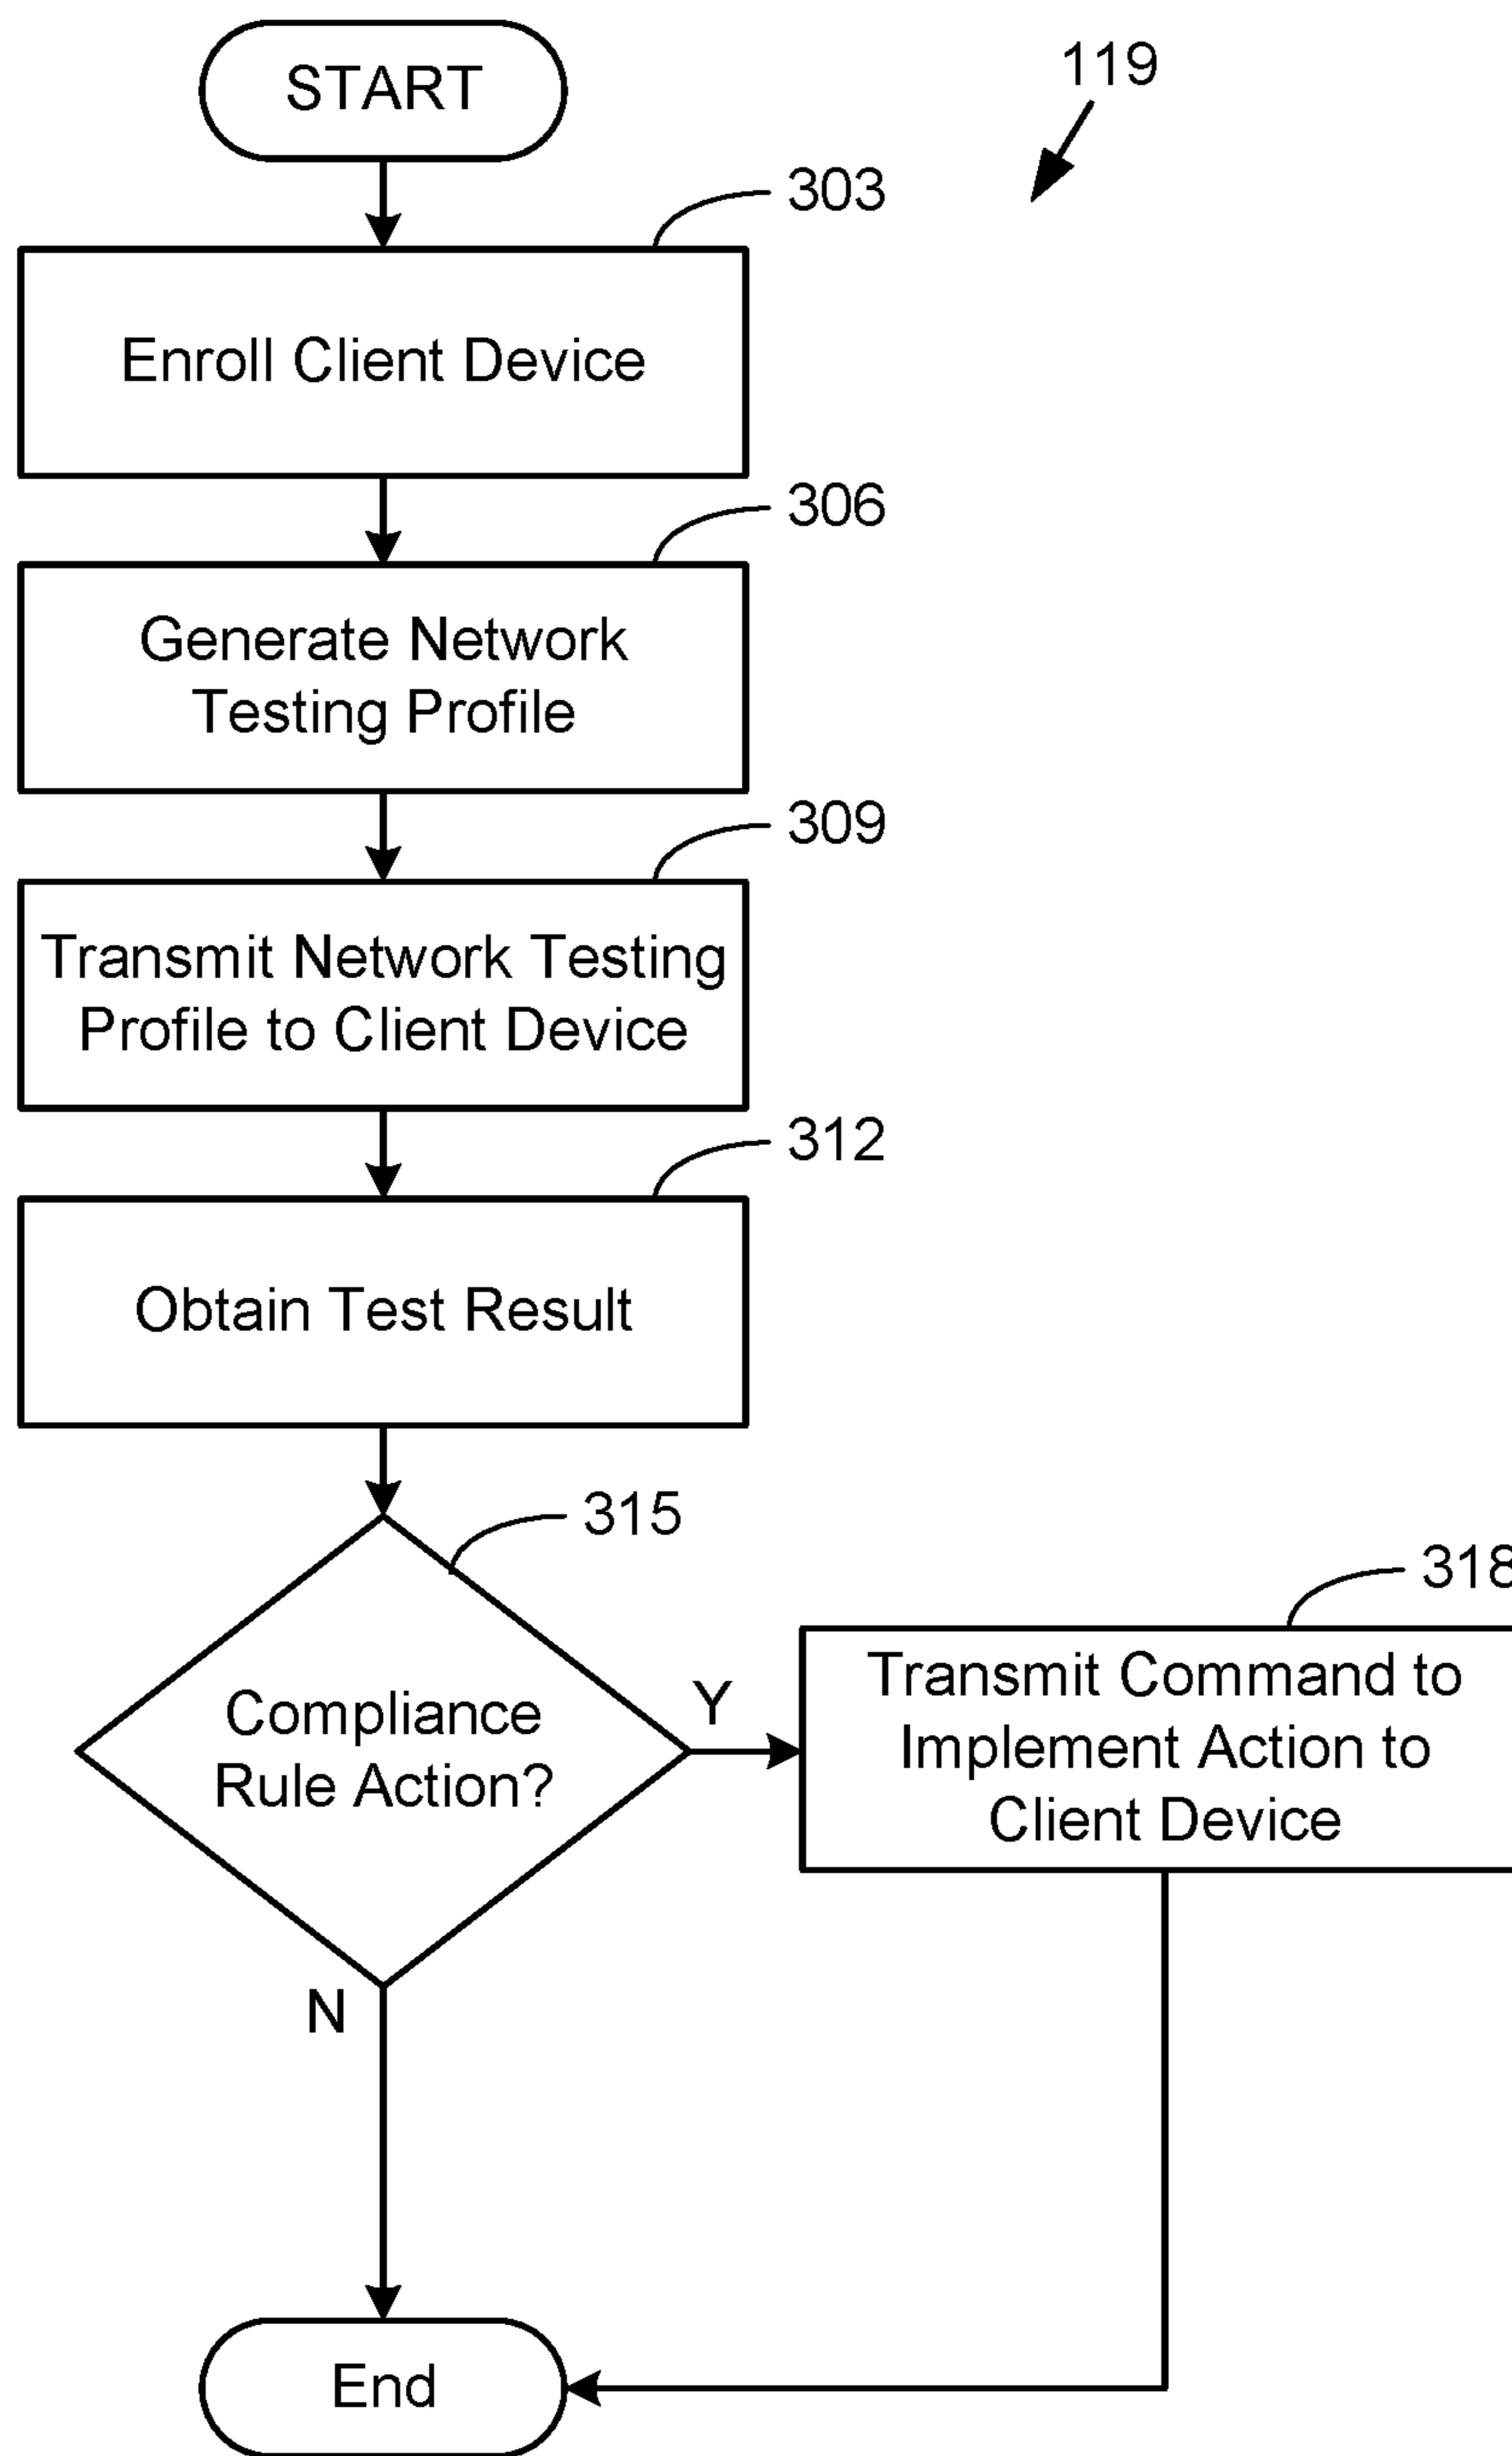 START
119
303
Enroll Client Device
306
Generate Network
Testing Profile
309
Transmit Network Testing
Profile to Client Device
312
Obtain Test Result
315
318
Compliance
Rule Action?
Y
Transmit Command to
Implement Action to
Client Device
N
End